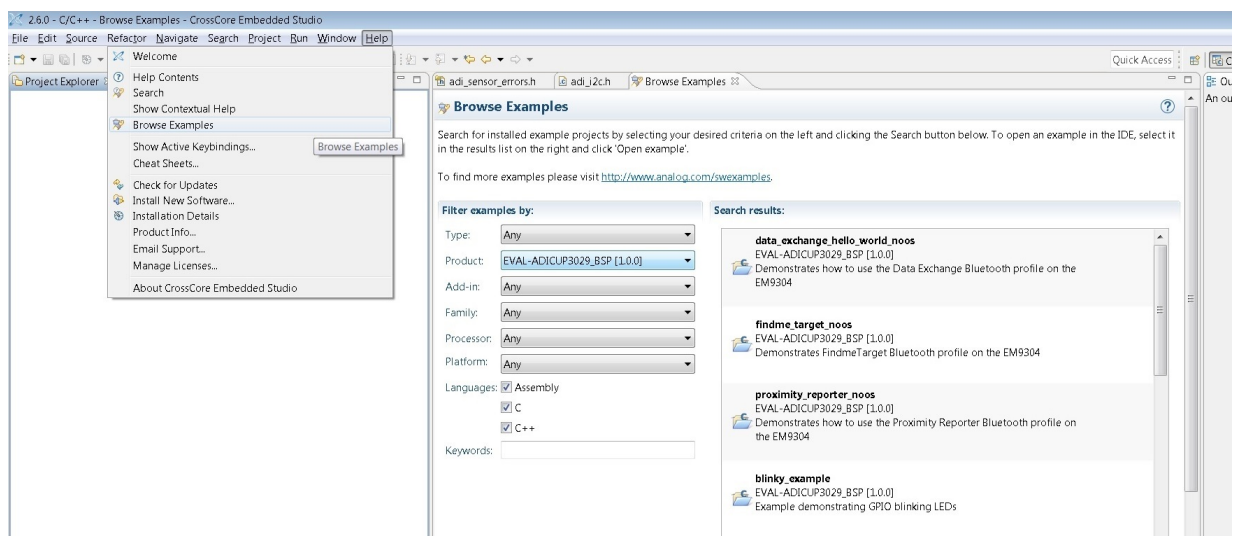 2.6.0 - C/C++ - Browse Examples - CrossCore Embedded Studio
File Edit Source Refactor Navigate Search Project Run Window Help
Quick Access
Project Explorer
Welcome
Help Contents
Search
Show Contextual Help
Browse Examples
Show Active Keybindings...
Browse Examples
Cheat Sheets...
Check for Updates
Install New Software...
Installation Details
Product Info...
Email Support...
Manage Licenses...
About CrossCore Embedded Studio
adi_sensor_errors.h adi_i2c.h Browse Examples
Browse Examples
Search for installed example projects by selecting your desired criteria on the left and clicking the Search button below. To open an example in the IDE, select it
in the results list on the right and click 'Open example'.
To find more examples please visit http://www.analog.com/swexamples.
Filter examples by:
Type: Any
Product: EVAL-ADICUP3029_BSP [1.0.0]
Add-in: Any
Family: Any
Processor: Any
Platform: Any
Languages: Assembly
C
C++
Keywords:
Search results:
data_exchange_hello_world_noos
EVAL-ADICUP3029_BSP [1.0.0]
Demonstrates how to use the Data Exchange Bluetooth profile on the
EM9304
findme_target_noos
EVAL-ADICUP3029_BSP [1.0.0]
Demonstrates FindmeTarget Bluetooth profile on the EM9304
proximity_reporter_noos
EVAL-ADICUP3029_BSP [1.0.0]
Demonstrates how to use the Proximity Reporter Bluetooth profile on
the EM9304
blinky_example
EVAL-ADICUP3029_BSP [1.0.0]
Example demonstrating GPIO blinking LEDs
An ou